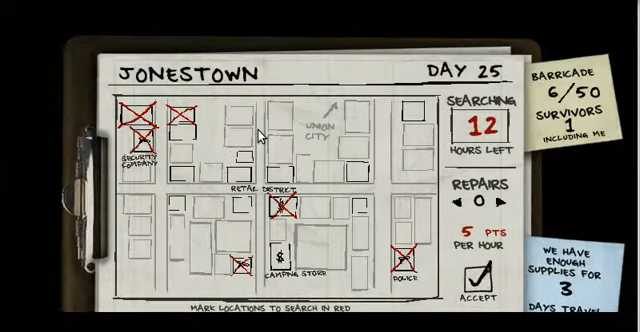 JONESTOWN
DAY 25
BARRICADE
6/50
SURVIVORS
1
INCLUDING ME
SEARCHING
12
HOURS LEFT
UNION
CITY
SECURITY
COMPANY
RETAIL DISTRICT
REPAIRS
0
5 PTS
PER HOUR
ACCEPT
$
CAMPING STORE
POLICE
WE HAVE
ENOUGH
SUPPLIES FOR
3
DAYS TRAVEL
MARK LOCATIONS TO SEARCH IN RED